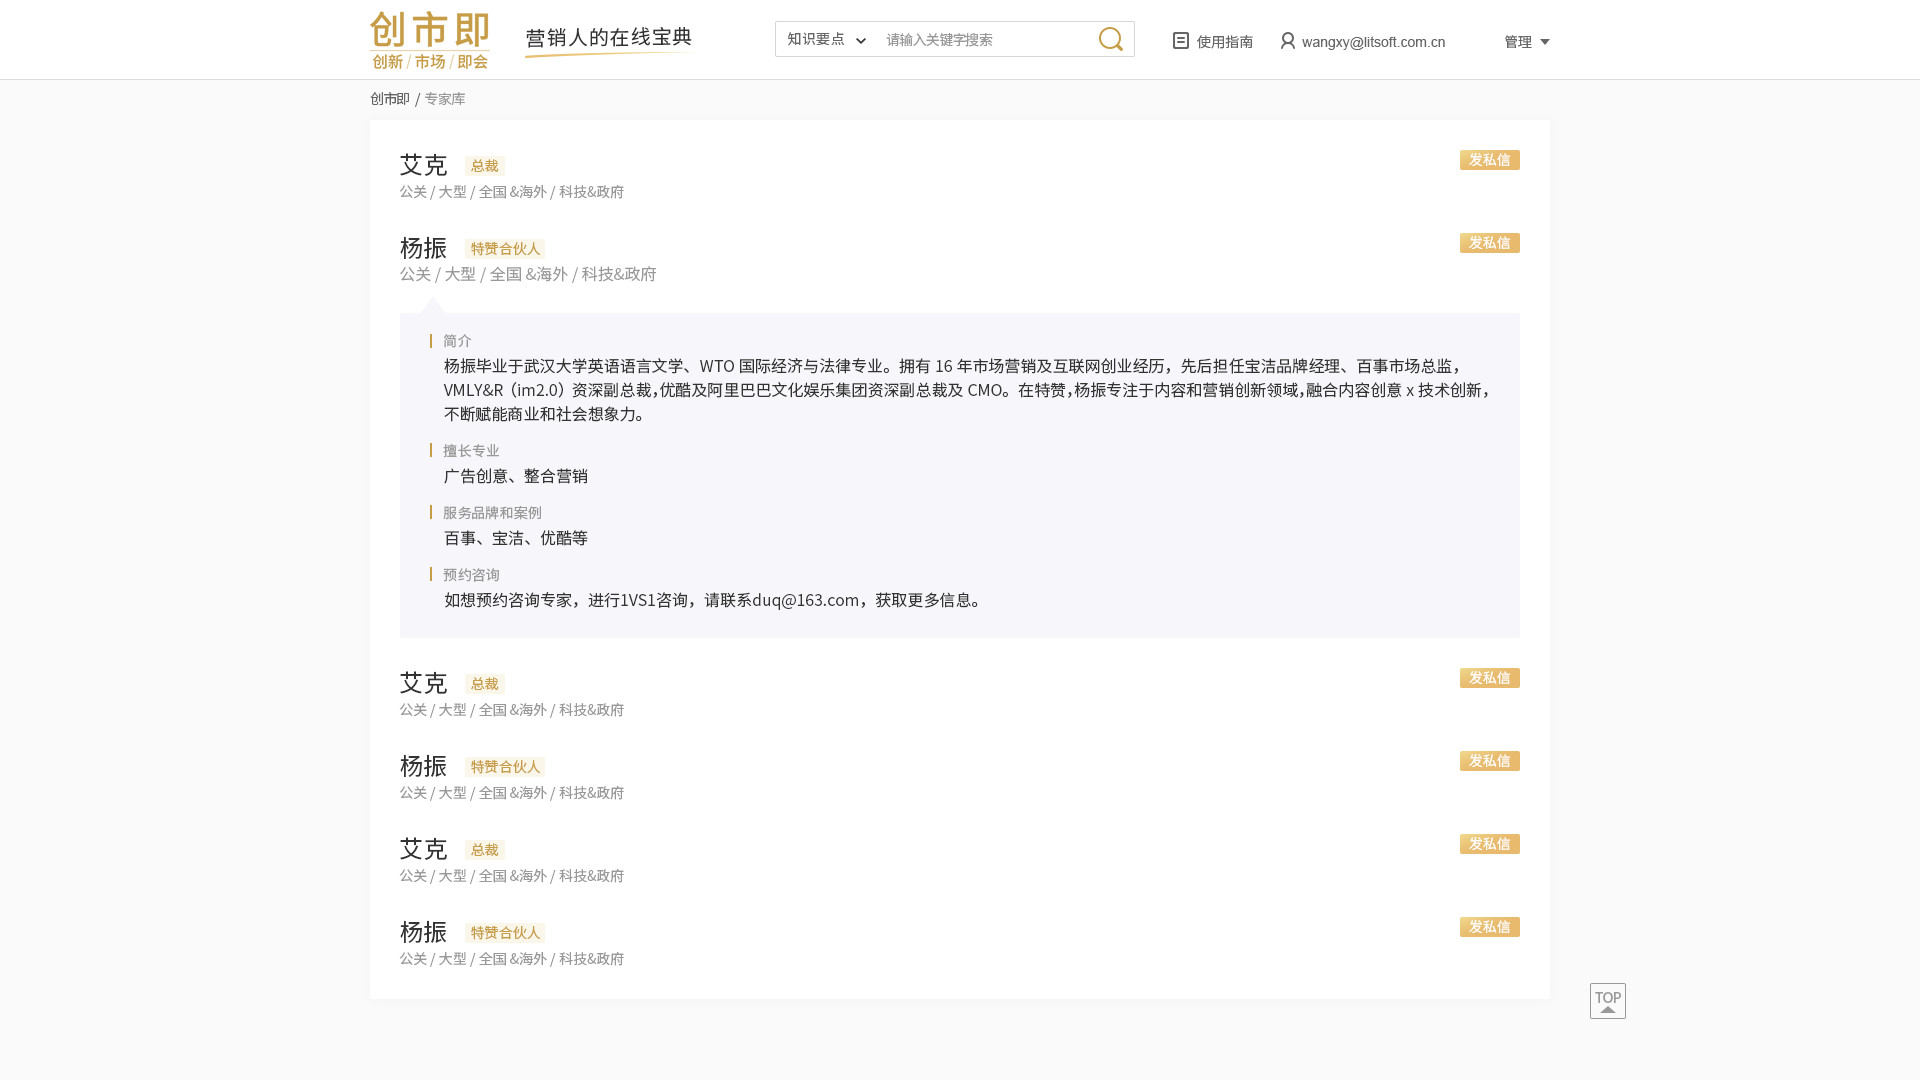 创市即
创新 / 市场 / 即会
营销人的在线宝典
知识要点
请输入关键字搜索
使用指南
wangxy@litsoft.com.cn
管理
创市即 / 专家库
艾克 总裁
发私信
公关 / 大型 / 全国 &海外 / 科技&政府
杨振 特赞合伙人
发私信
公关 / 大型 / 全国 &海外 / 科技&政府
简介
杨振毕业于武汉大学英语语言文学、WTO 国际经济与法律专业。拥有 16 年市场营销及互联网创业经历，先后担任宝洁品牌经理、百事市场总监，
VMLY&R（im2.0）资深副总裁,优酷及阿里巴巴文化娱乐集团资深副总裁及 CMO。在特赞,杨振专注于内容和营销创新领域,融合内容创意 x 技术创新，
不断赋能商业和社会想象力。
擅长专业
广告创意、整合营销
服务品牌和案例
百事、宝洁、优酷等
预约咨询
如想预约咨询专家，进行1VS1咨询，请联系duq@163.com，获取更多信息。
艾克 总裁
发私信
公关 / 大型 / 全国 &海外 / 科技&政府
杨振 特赞合伙人
发私信
公关 / 大型 / 全国 &海外 / 科技&政府
艾克 总裁
发私信
公关 / 大型 / 全国 &海外 / 科技&政府
杨振 特赞合伙人
发私信
公关 / 大型 / 全国 &海外 / 科技&政府
TOP